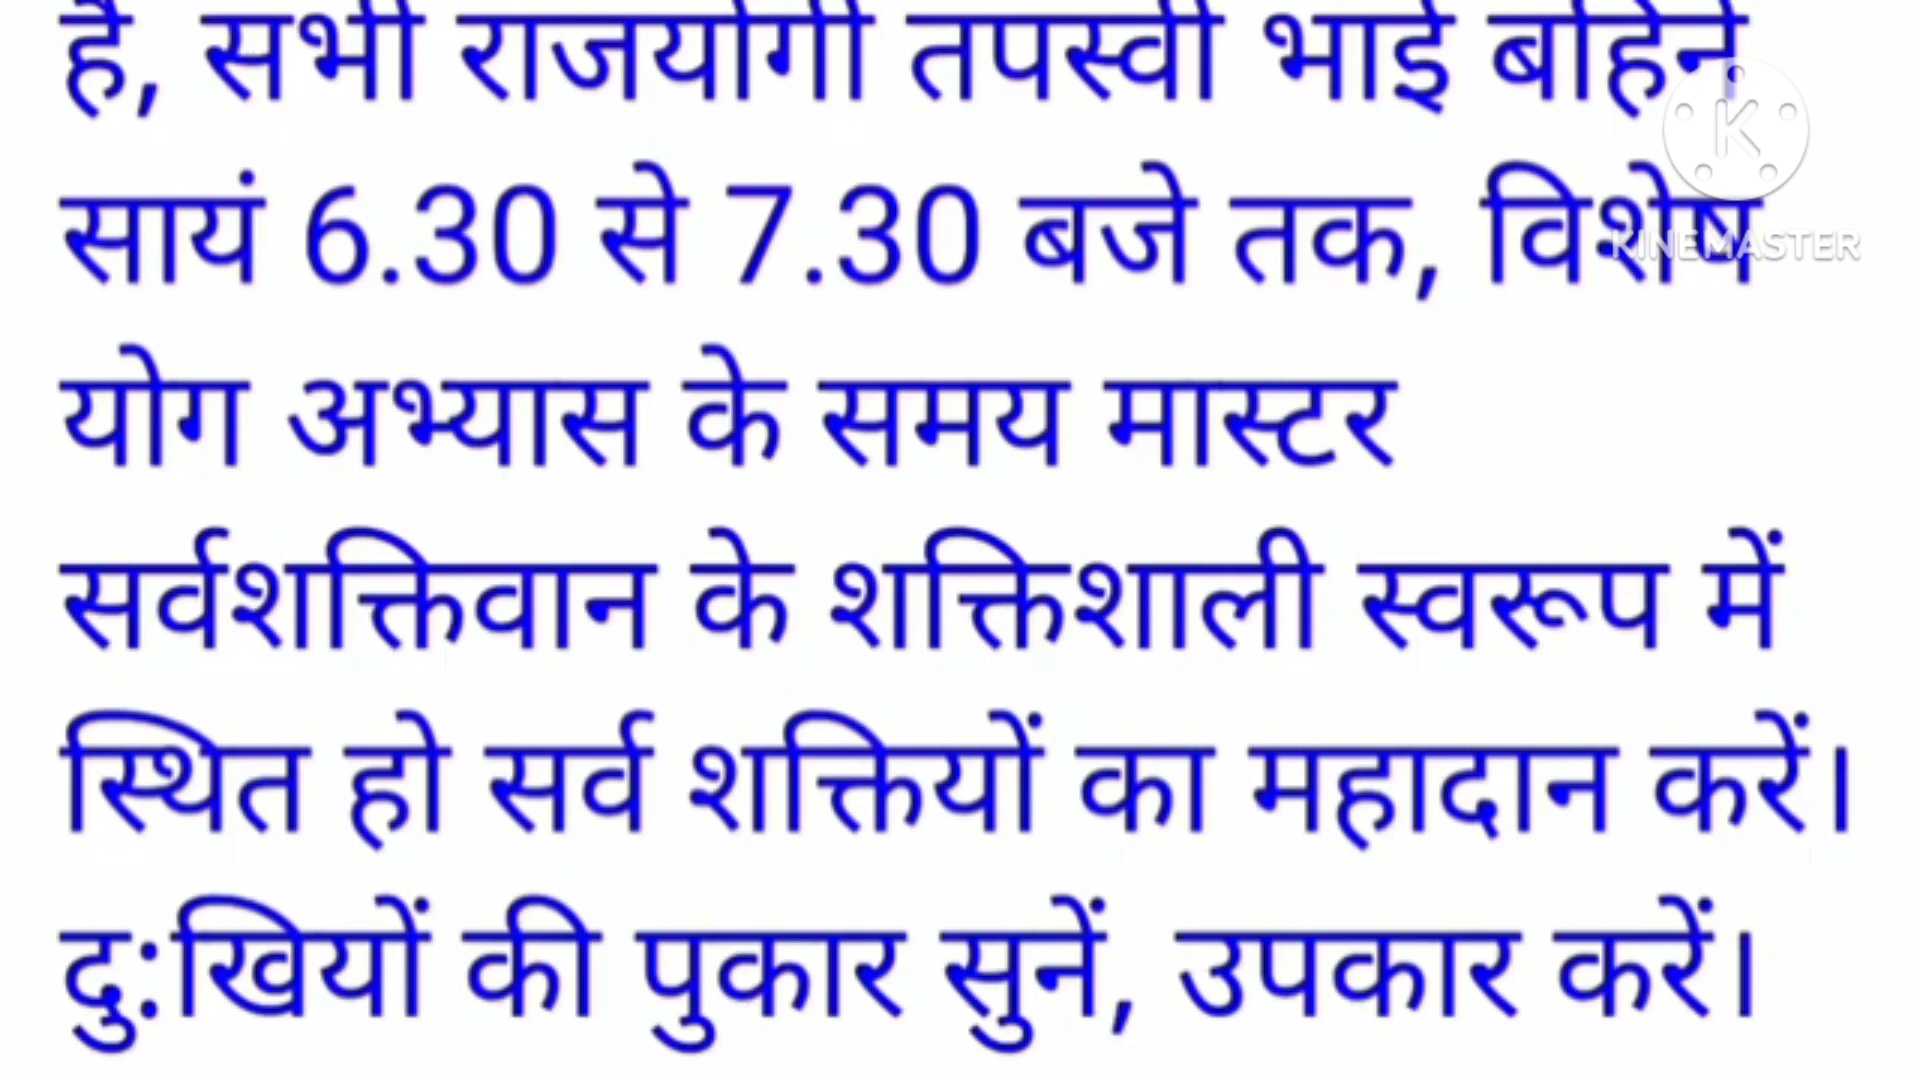 है, सभी राजयोगी तपस्वी भाई बहिनें
सायं 6.30 से 7.30 बजे तक, विशेष
योग अभ्यास के समय मास्टर
सर्वशक्तिवान के शक्तिशाली स्वरूप में
स्थित हो सर्व शक्तियों का महादान करें।
दु:खियों की पुकार सुनें, उपकार करें।
K
KINEMASTER